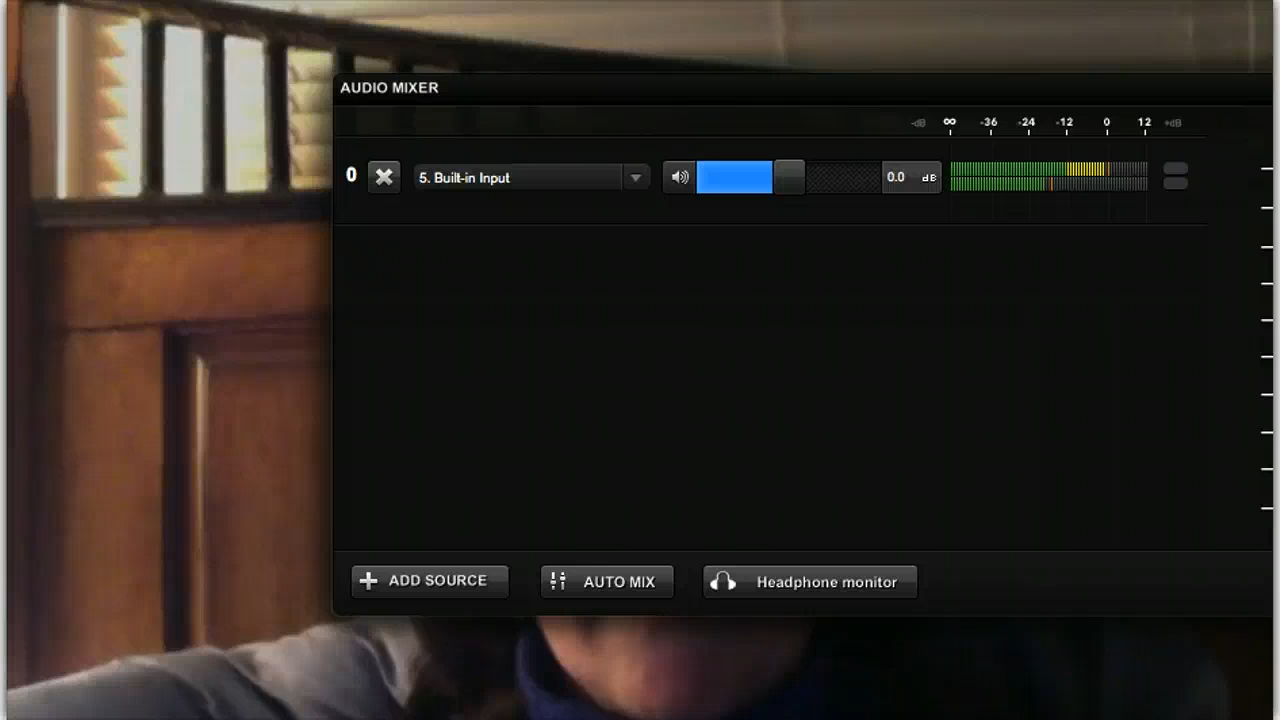 AUDIO MIXER
-dB ∞ -36 -24 -12 0 12 +dB
0 5. Built-in Input 0.0 dB
ADD SOURCE AUTO MIX Headphone monitor